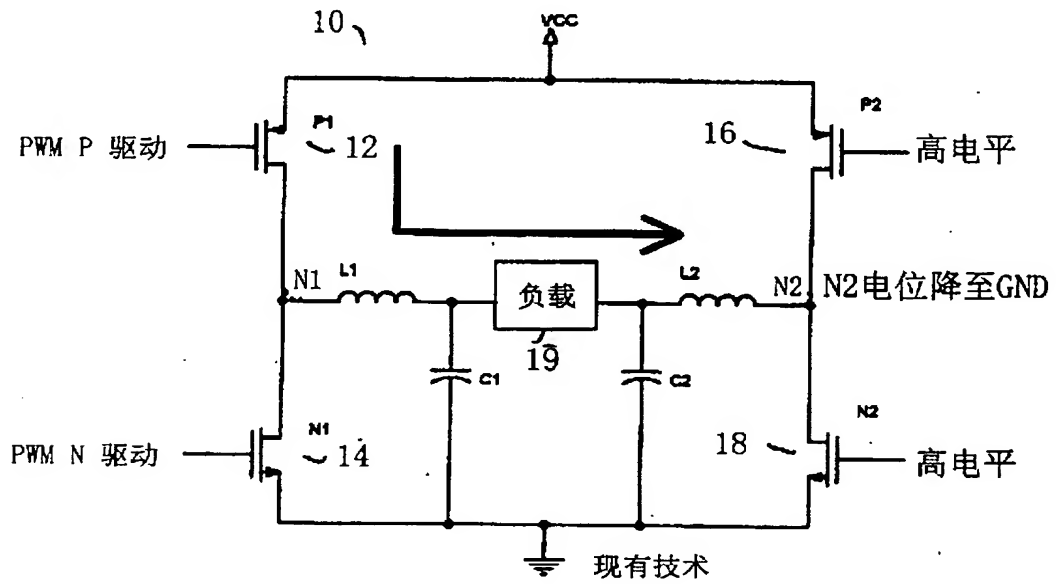 10
VCC
P1
P2
PWM P 驱动
12
16
高电平
N1
L1
负载
L2
N2
N2电位降至GND
19
C1
C2
N1
N2
PWM N 驱动
14
18
高电平
现有技术